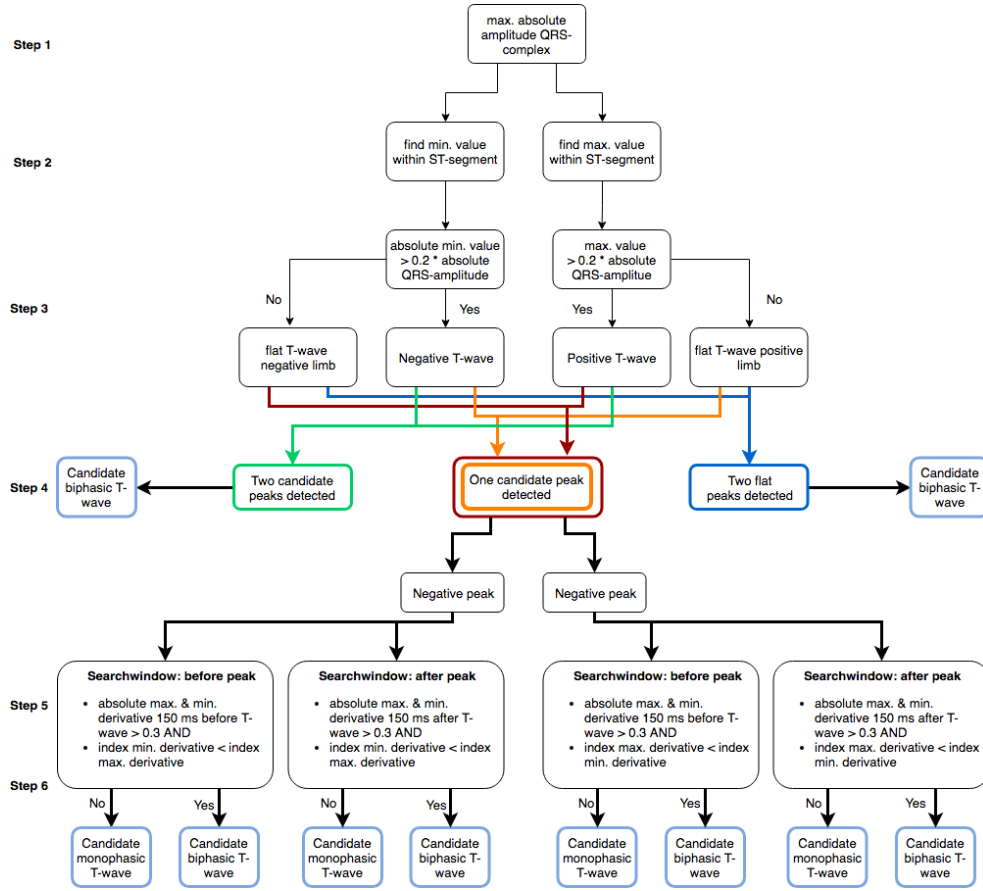 Step 1
max. absolute
amplitude QRS-
complex
Step 2
find min. value
within ST-segment
find max. value
within ST-segment
absolute min. value
> 0.2 * absolute
QRS-amplitude
max. value
> 0.2 * absolute
QRS-amplitue
Step 3
No
Yes
Yes
No
flat T-wave
negative limb
Negative T-wave
Positive T-wave
flat T-wave positive
limb
Step 4
Candidate
biphasic T-
wave
Two candidate
peaks detected
One candidate peak
detected
Two flat
peaks detected
Candidate
biphasic T-
wave
Negative peak
Negative peak
Step 5
Searchwindow: before peak
• absolute max. & min.
derivative 150 ms before T-
wave > 0.3 AND
• index min. derivative < index
max. derivative
Searchwindow: after peak
• absolute max. & min.
derivative 150 ms after T-
wave > 0.3 AND
• index min. derivative < index
max. derivative
Searchwindow: before peak
• absolute max. & min.
derivative 150 ms before T-
wave > 0.3 AND
• index max. derivative < index
min. derivative
Searchwindow: after peak
• absolute max. & min.
derivative 150 ms after T-
wave > 0.3 AND
• index max. derivative < index
min. derivative
Step 6
No
Yes
No
Yes
No
Yes
No
Yes
Candidate
monophasic
T-wave
Candidate
biphasic T-
wave
Candidate
monophasic
T-wave
Candidate
biphasic T-
wave
Candidate
monophasic
T-wave
Candidate
biphasic T-
wave
Candidate
monophasic
T-wave
Candidate
biphasic T-
wave